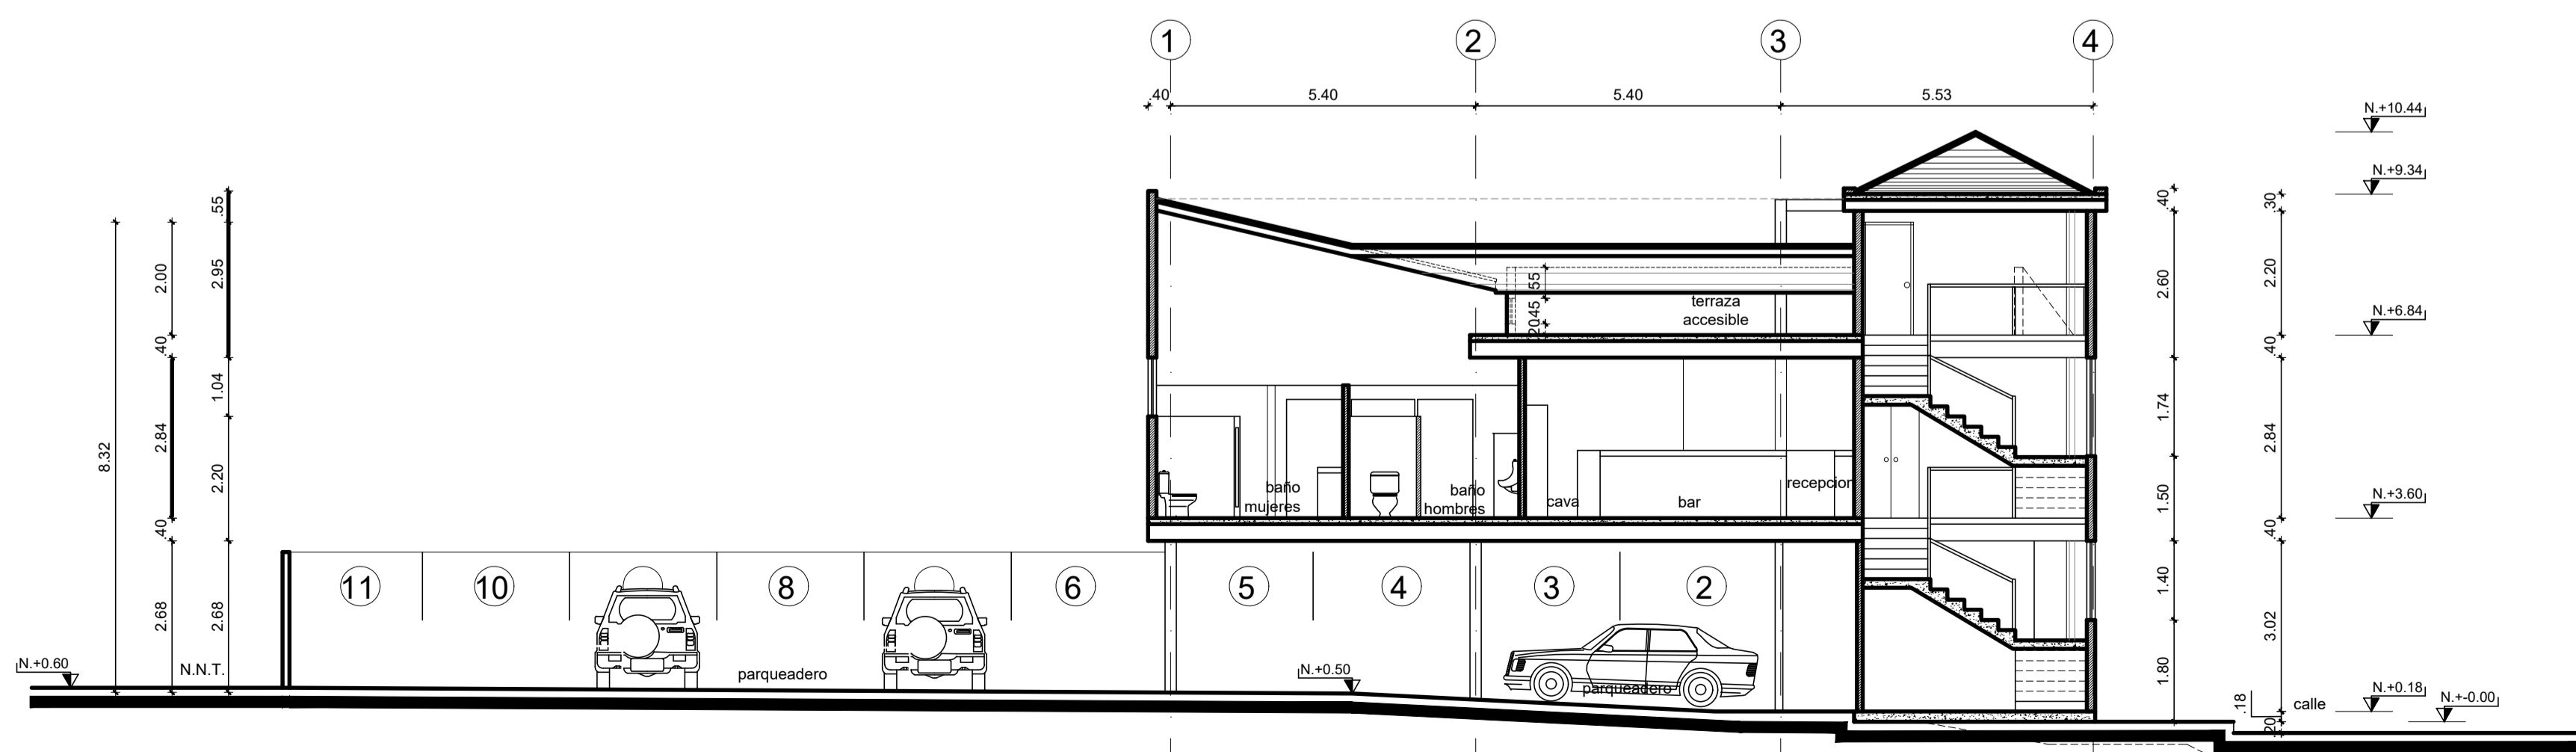 1
2
3
4
.40
5.40
5.40
5.53
N.+10.44
N.+9.34
N.+6.84
N.+3.60
N.+0.18
N.+-0.00
.55
2.95
1.04
2.20
2.68
2.00
.40
2.84
.40
2.68
8.32
N.+0.60
N.N.T.
.55
.45
.20
terraza
accesible
baño
mujeres
baño
hombres
cava
bar
recepcion
11
10
8
6
5
4
3
2
parqueadero
N.+0.50
parqueadero
.40
2.60
1.74
1.50
1.40
1.80
.30
2.20
.40
2.84
.40
3.02
.20
.18
calle